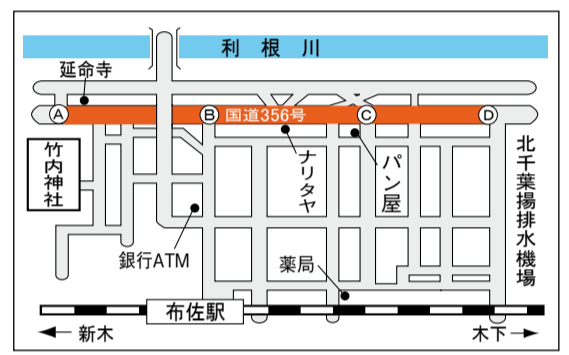 利根川
延命寺
A
B
国道356号
C
D
竹内神社
ナリタヤ
パン屋
北千葉揚排水機場
銀行ATM
薬局
布佐駅
新木
木下